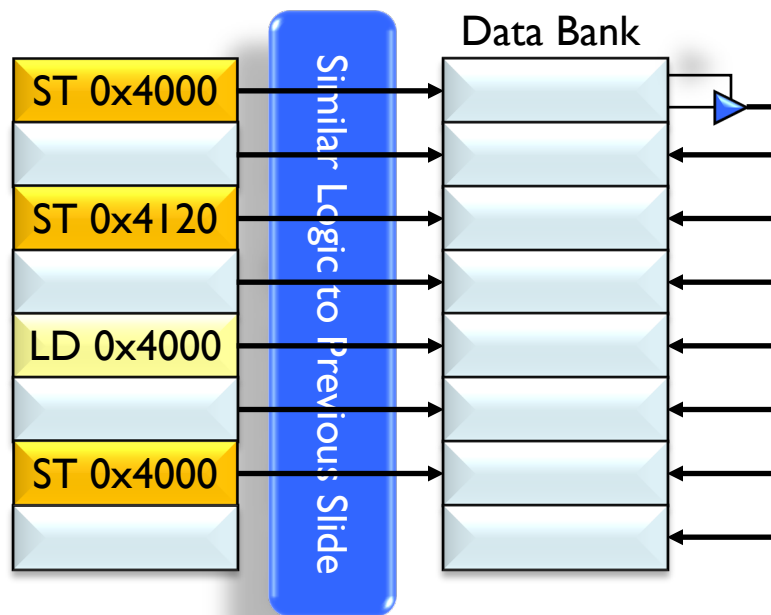 Data Bank
ST 0x4000
ST 0x4120
LD 0x4000
ST 0x4000
Similar Logic to Previous Slide